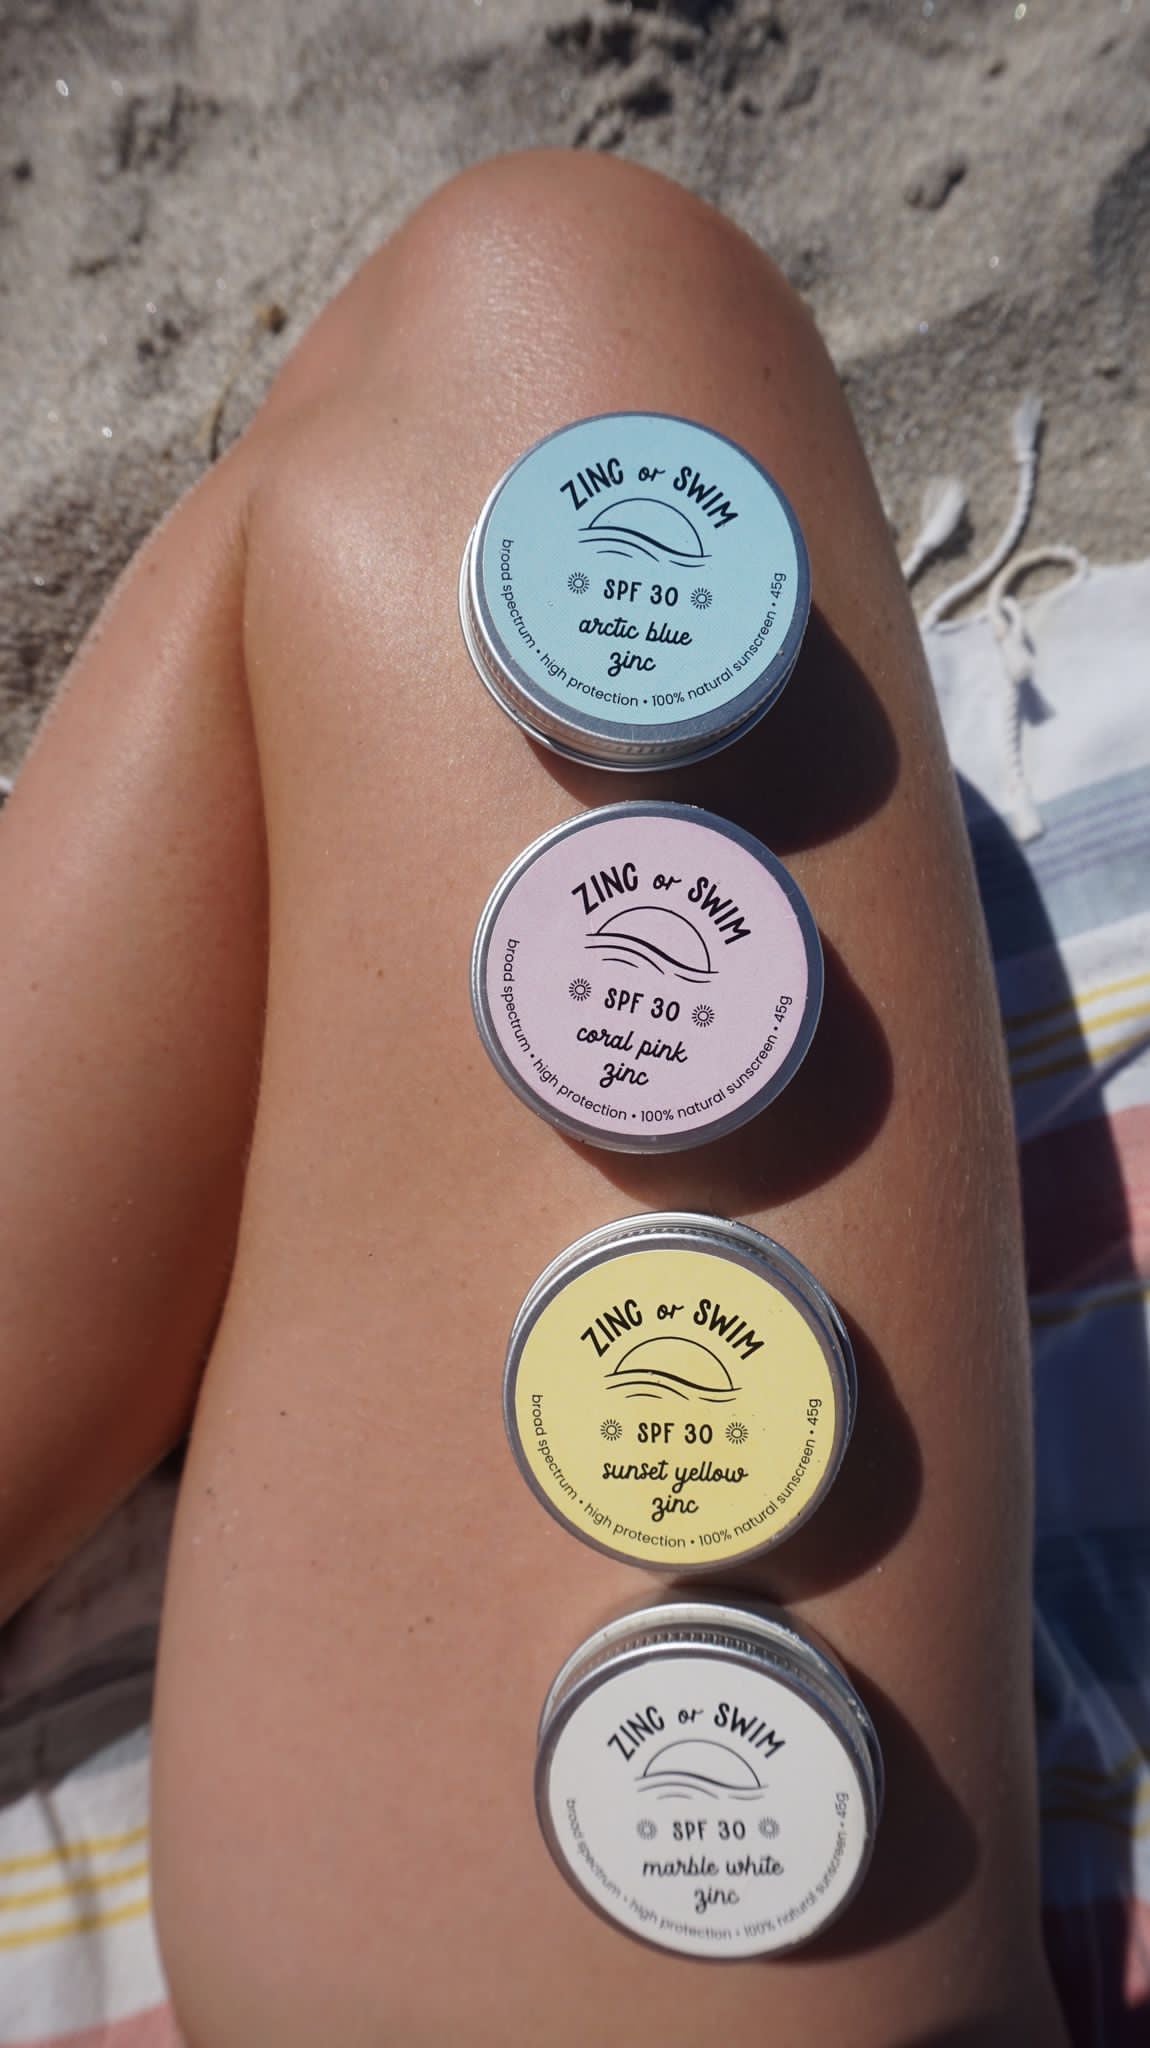 ZINC or SWIM
SPF 30
arctic blue
zinc
broad spectrum • high protection • 100% natural sunscreen • 45g
ZINC or SWIM
SPF 30
coral pink
zinc
broad spectrum • high protection • 100% natural sunscreen • 45g
ZINC or SWIM
SPF 30
sunset yellow
zinc
broad spectrum • high protection • 100% natural sunscreen • 45g
ZINC or SWIM
SPF 30
marble white
zinc
broad spectrum • high protection • 100% natural sunscreen • 45g